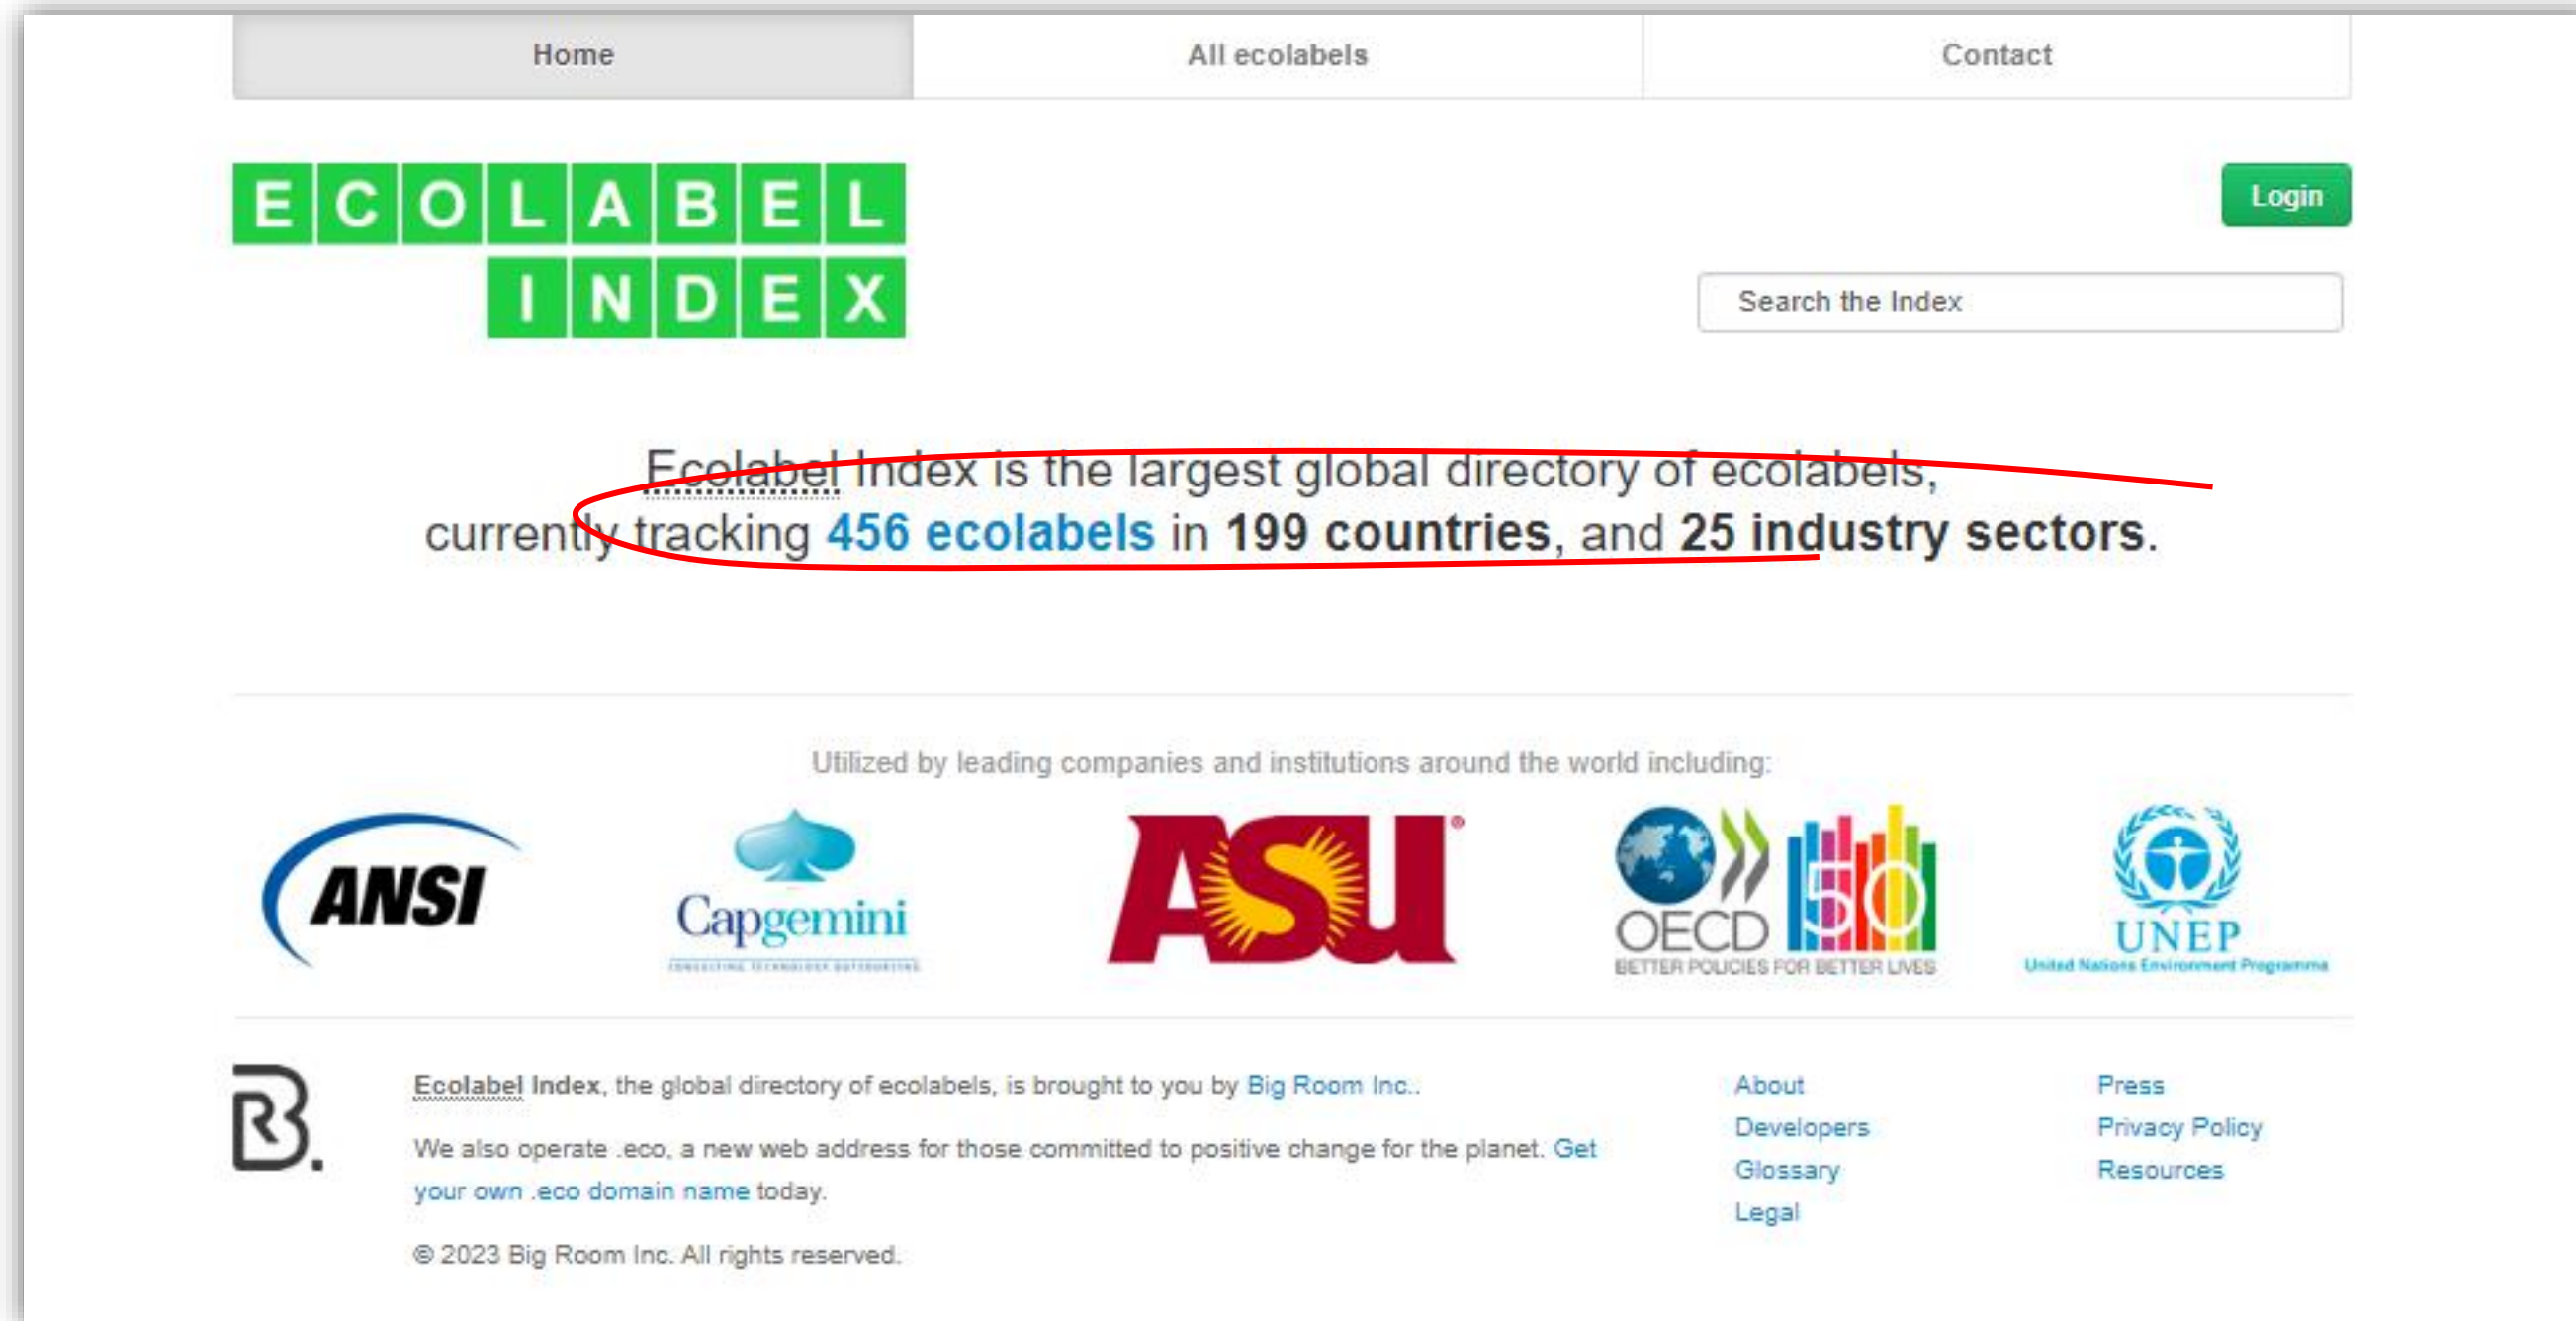 Home
All ecolabels
Contact
ECOLABEL
INDEX
Login
Search the Index
Ecolabel Index is the largest global directory of ecolabels,
currently tracking 456 ecolabels in 199 countries, and 25 industry sectors.
Utilized by leading companies and institutions around the world including:
ANSI
Capgemini
CONSULTING TECHNOLOGY OUTSOURCING
ASU®
OECD 50
BETTER POLICIES FOR BETTER LIVES
UNEP
United Nations Environment Programme
Ecolabel Index, the global directory of ecolabels, is brought to you by Big Room Inc..
We also operate .eco, a new web address for those committed to positive change for the planet. Get
your own .eco domain name today.
© 2023 Big Room Inc. All rights reserved.
About
Developers
Glossary
Legal
Press
Privacy Policy
Resources